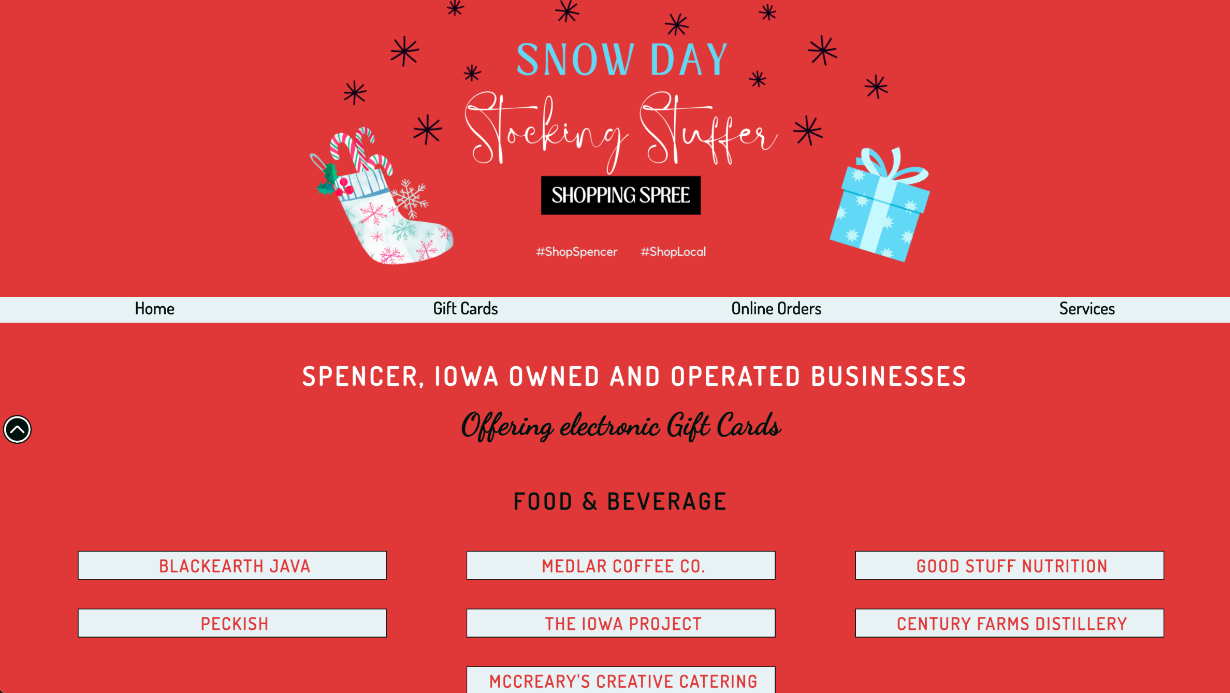 SNOW DAY
Stocking Stuffer
SHOPPING SPREE
#ShopSpencer #ShopLocal
Home Gift Cards Online Orders Services
SPENCER, IOWA OWNED AND OPERATED BUSINESSES
Offering electronic Gift Cards
FOOD & BEVERAGE
BLACKEARTH JAVA MEDLAR COFFEE CO. GOOD STUFF NUTRITION
PECKISH THE IOWA PROJECT CENTURY FARMS DISTILLERY
MCCREARY'S CREATIVE CATERING